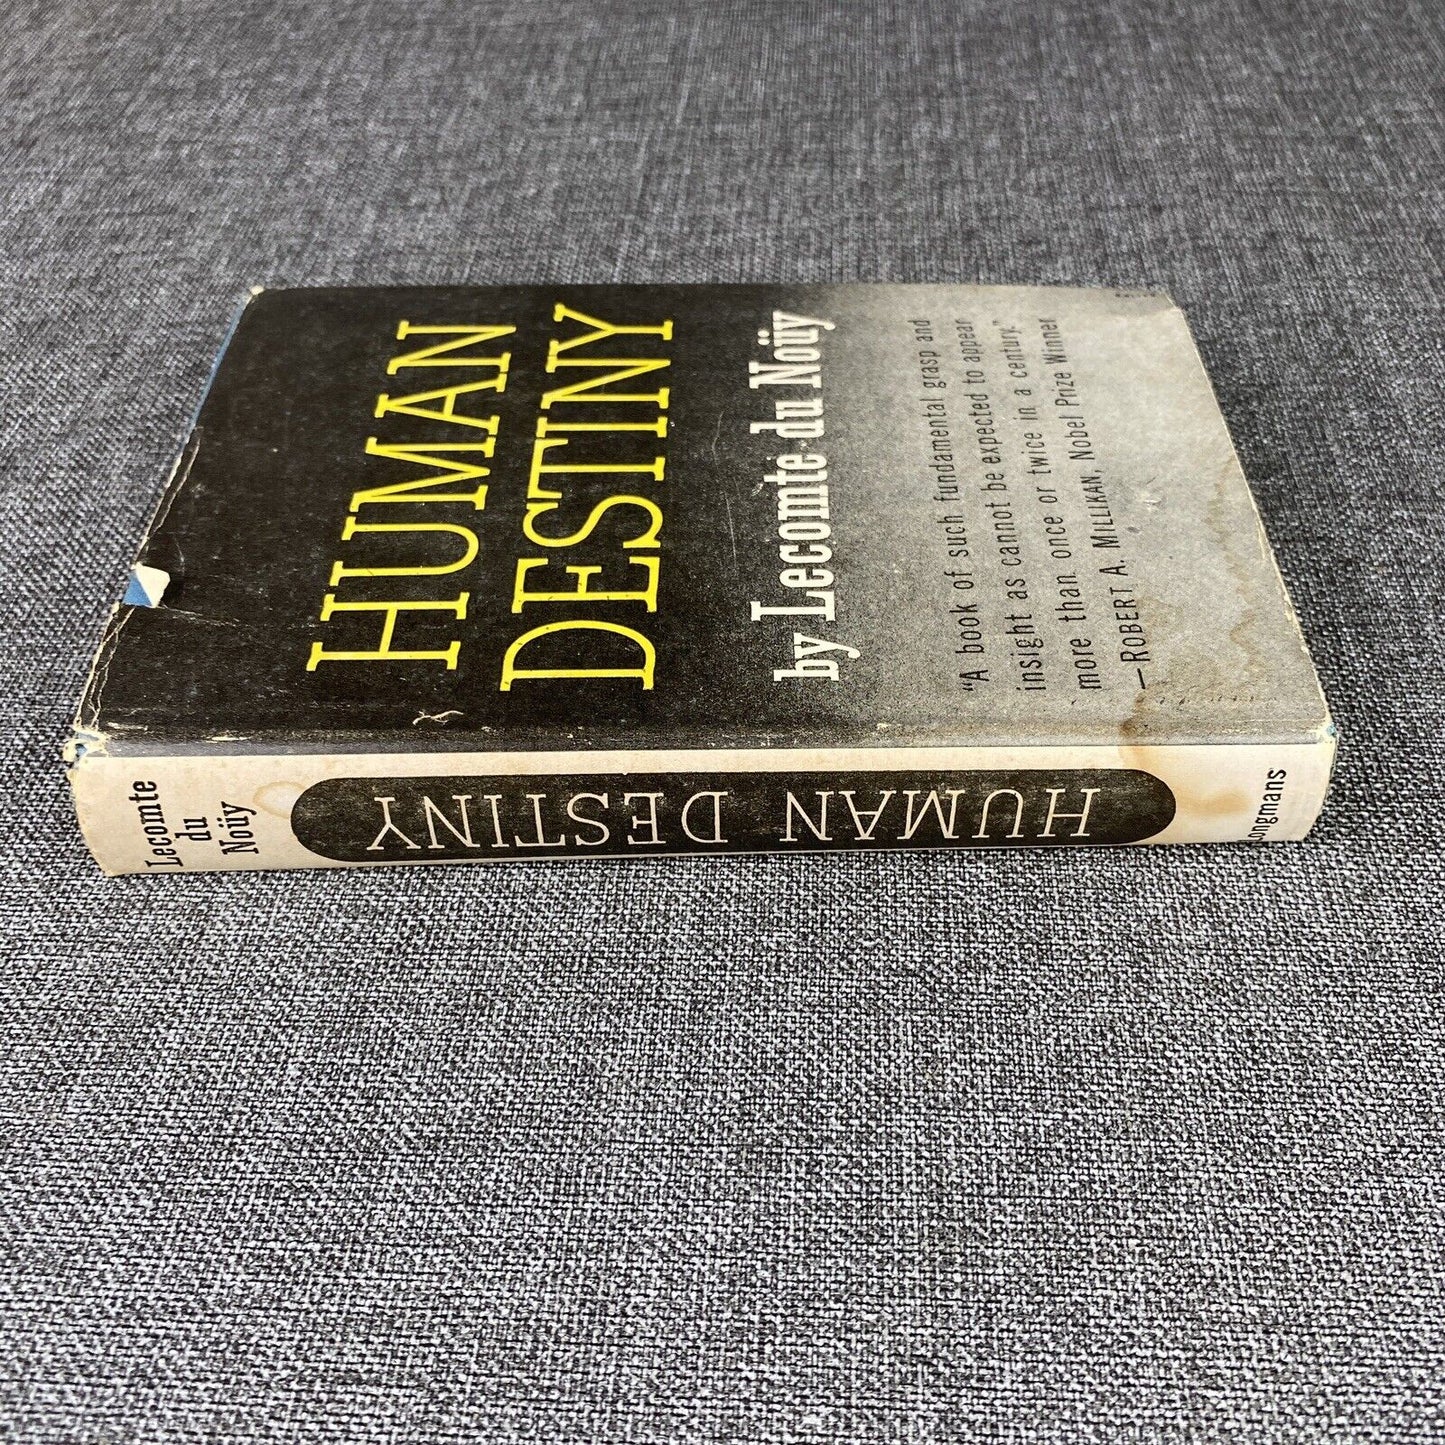 HUMAN
DESTINY
by Lecomte du Noüy
"A book of such fundamental grasp and
insight as cannot be expected to appear
more than once or twice in a century."
—ROBERT A. MILLIKAN, Nobel Prize Winner
Lecomte
du
Noüy
HUMAN DESTINY
Longmans